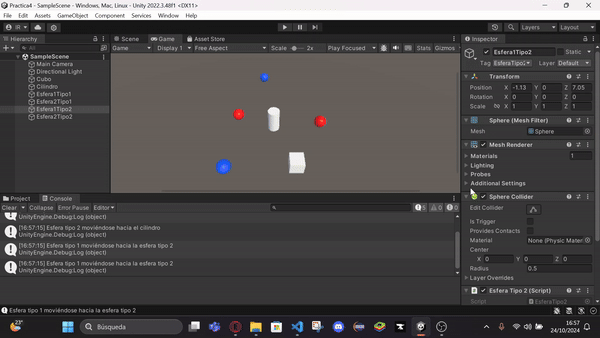 Practica4 - SampleScene - Windows, Mac, Linux - Unity 2022.3.48f1 <DX11>
File Edit Assets GameObject Component Services Window Help
IR
Layers Layout
Hierarchy Scene Game Asset Store Inspector
All
Game Display 1 Free Aspect Scale 2x Play Focused Stats Gizmos
SampleScene
Main Camera
Directional Light
Cubo
Cilindro
Esfera1Tipo1
Esfera2Tipo1
Esfera1Tipo2
Esfera2Tipo2
Esfera1Tipo2 Static
Tag EsferaTipo2 Layer Default
Transform
Position X -1.13 Y 0 Z 7.05
Rotation X 0 Y 0 Z 0
Scale X 1 Y 1 Z 1
Sphere (Mesh Filter)
Mesh Sphere
Mesh Renderer
Materials 1
Lighting
Probes
Additional Settings
Sphere Collider
Edit Collider
Is Trigger
Provides Contacts
Material None (Physic Materi
Center
X 0 Y 0 Z 0
Radius 0.5
Layer Overrides
Esfera Tipo 2 (Script)
Script EsferaTipo2
Project Console
Clear Collapse Error Pause Editor 5 0 0
UnityEngine.Debug:Log (object)
[16:57:15] Esfera tipo 2 moviéndose hacia el cilindro
UnityEngine.Debug:Log (object)
[16:57:15] Esfera tipo 1 moviéndose hacia la esfera tipo 2
UnityEngine.Debug:Log (object)
[16:57:15] Esfera tipo 1 moviéndose hacia la esfera tipo 2
UnityEngine.Debug:Log (object)
Esfera tipo 1 moviéndose hacia la esfera tipo 2
23°
Búsqueda
16:57
24/10/2024